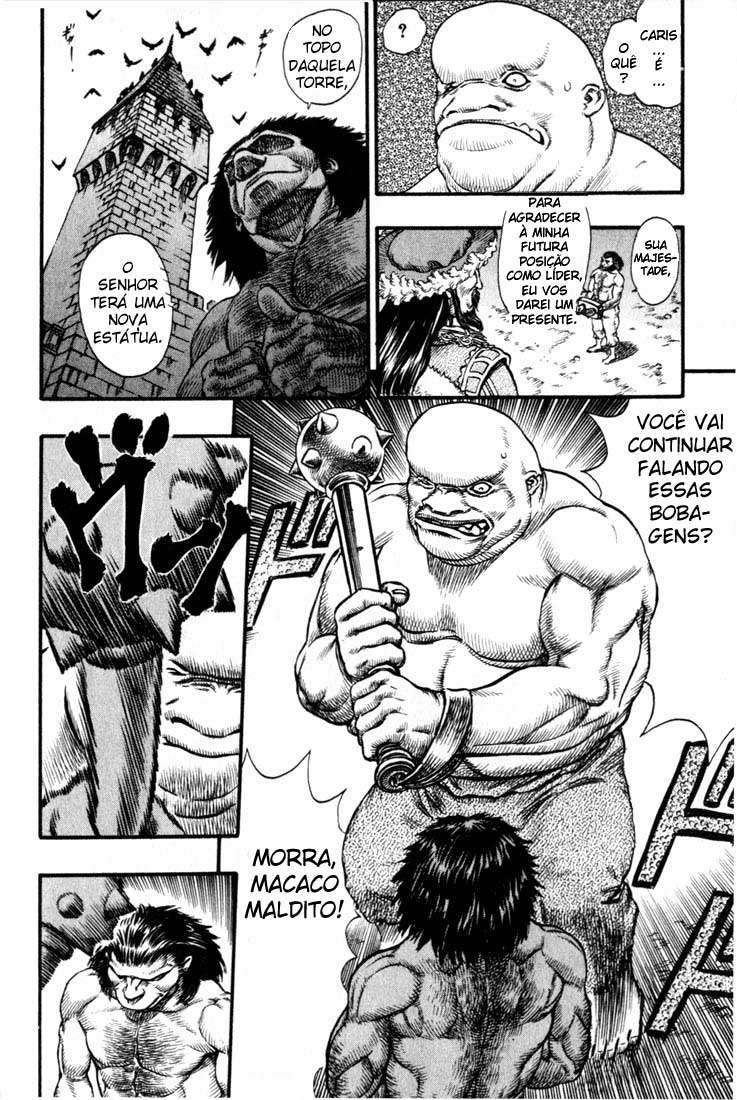 CARIS
...
É
...
O
QUÊ
?
?
SUA
MAJES-
TADE,
PARA
AGRADECER
À MINHA
FUTURA
POSIÇÃO
COMO LÍDER,
EU VOS
DAREI UM
PRESENTE.
NO
TOPO
DAQUELA
TORRE,
O
SENHOR
TERÁ UMA
NOVA
ESTÁTUA.
VOCÊ VAI
CONTINUAR
FALANDO
ESSAS
BOBA-
GENS?
MORRA,
MACACO
MALDITO!